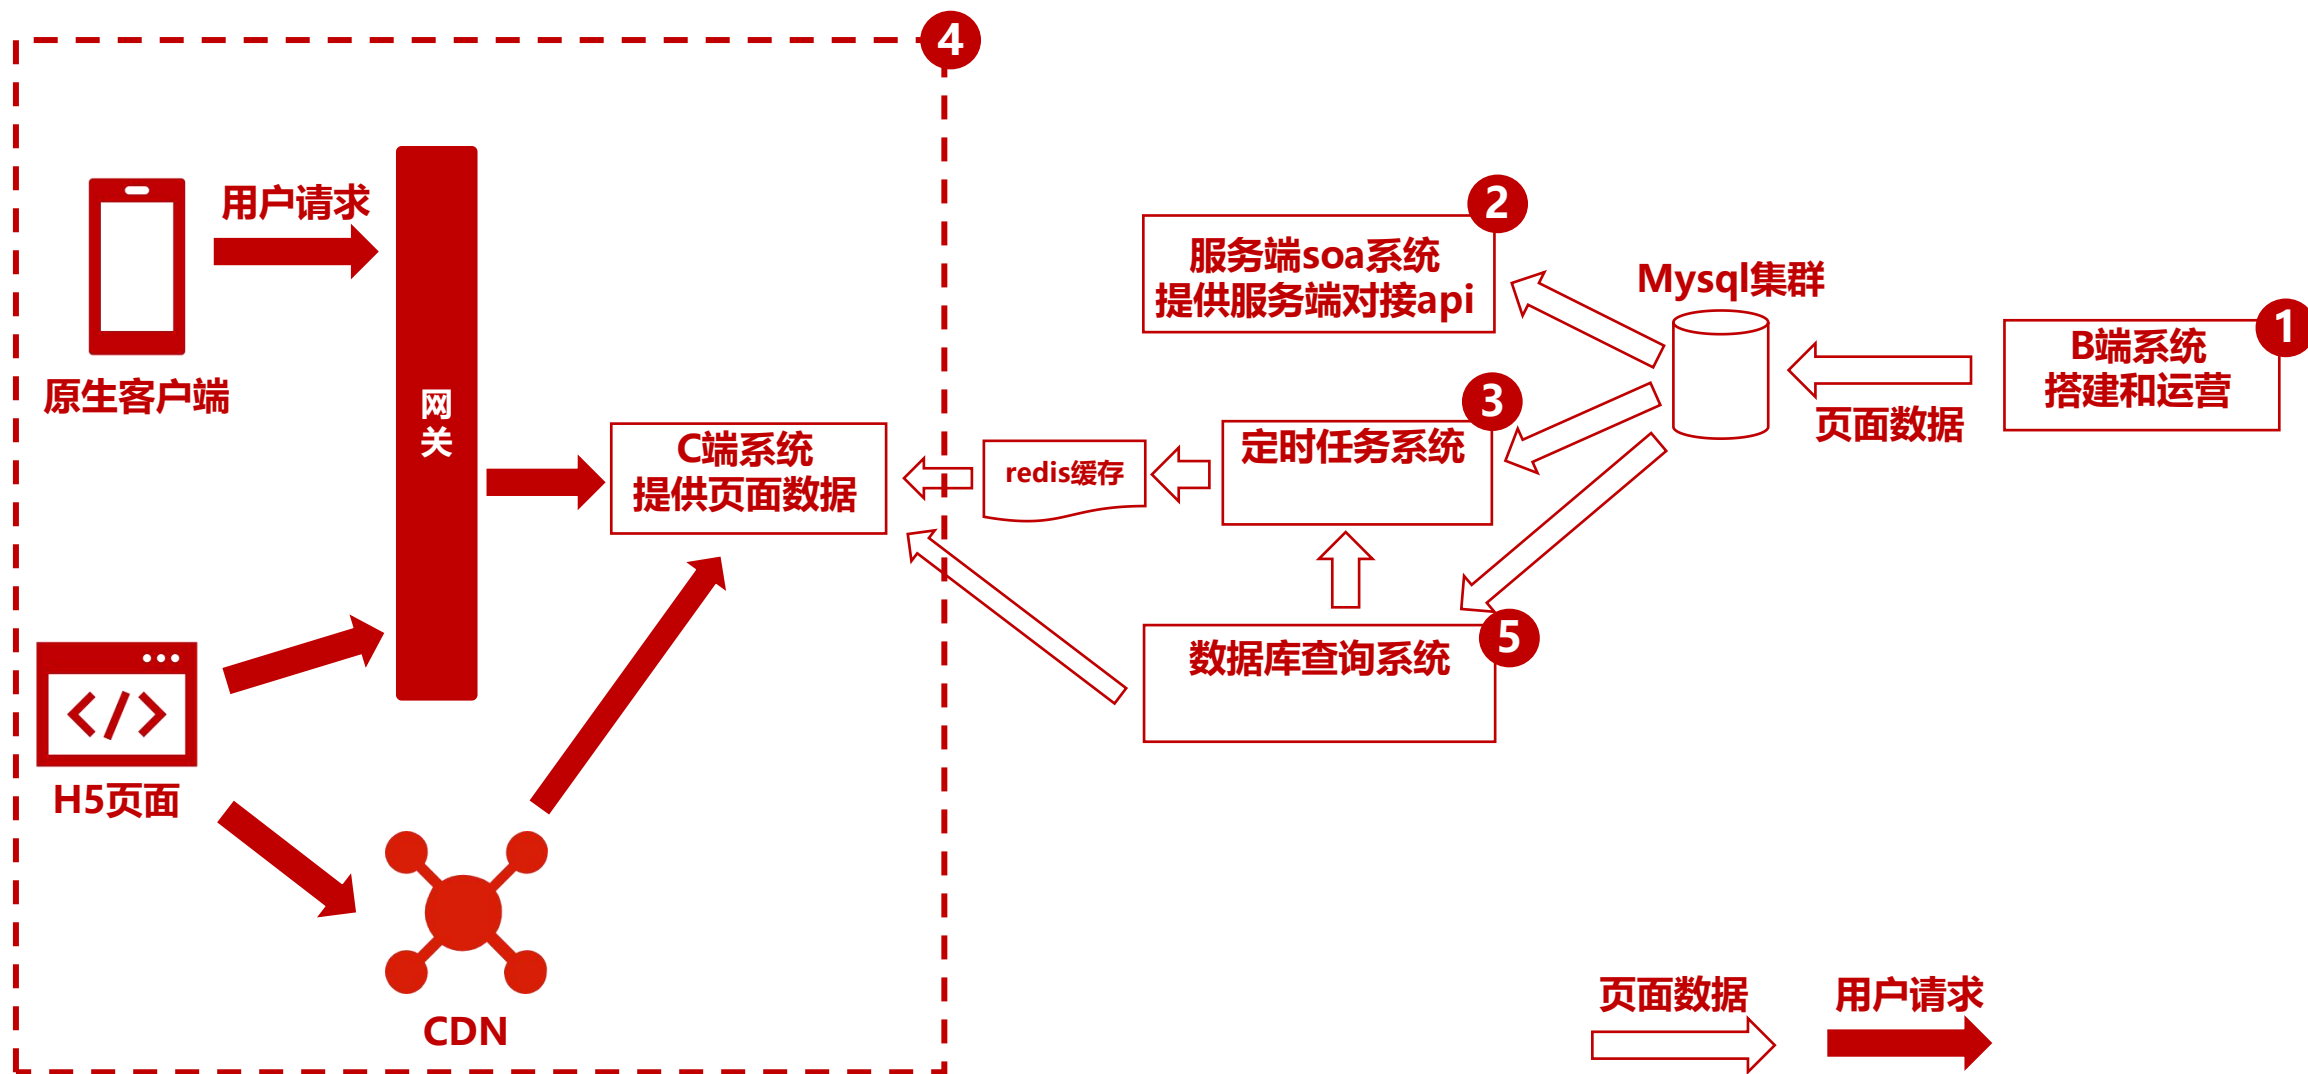 4
用户请求
原生客户端
网
关
C端系统
提供页面数据
H5页面
</>
CDN
redis缓存
2
服务端soa系统
提供服务端对接api
3
定时任务系统
5
数据库查询系统
Mysql集群
页面数据
1
B端系统
搭建和运营
页面数据
用户请求